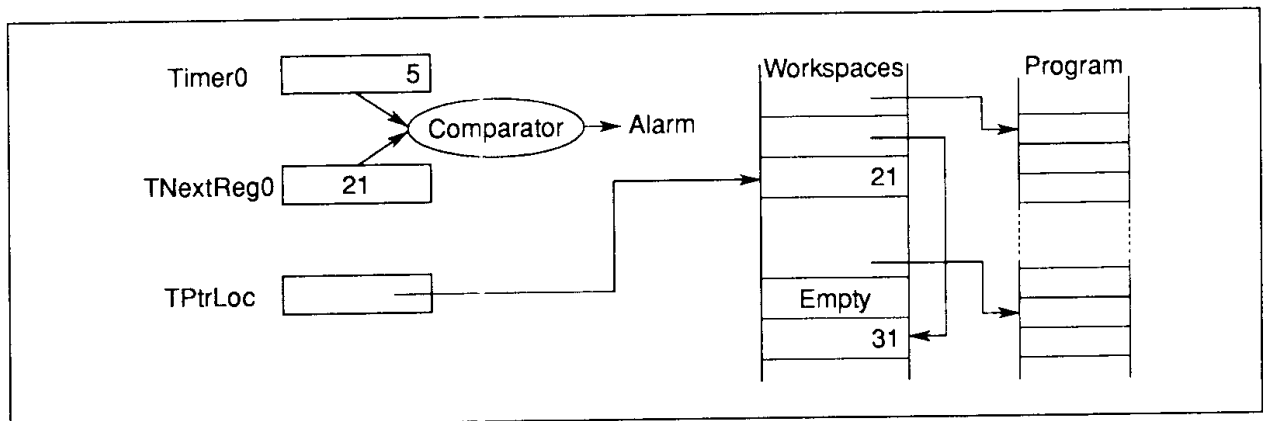 Timer0
5
Comparator
Alarm
TNextReg0
21
TPtrLoc
Workspaces
21
Empty
31
Program